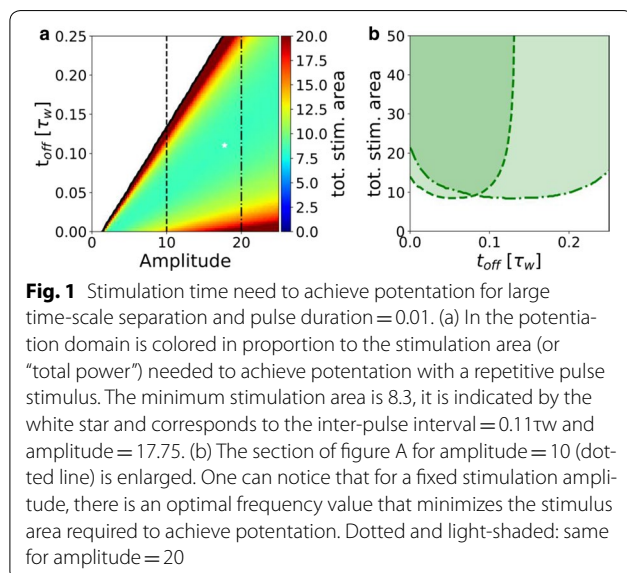 a
b
0.25
0.20
0.15
0.10
0.05
0.00
t_off [τ_w]
0
10
20
Amplitude
20.0
17.5
15.0
12.5
10.0
7.5
5.0
2.5
0.0
tot. stim. area
50
40
30
20
10
0
tot. stim. area
0.0
0.1
0.2
t_off [τ_w]
Fig. 1 Stimulation time need to achieve potentation for large
time-scale separation and pulse duration = 0.01. (a) In the potentia-
tion domain is colored in proportion to the stimulation area (or
“total power”) needed to achieve potentation with a repetitive pulse
stimulus. The minimum stimulation area is 8.3, it is indicated by the
white star and corresponds to the inter-pulse interval = 0.11τw and
amplitude = 17.75. (b) The section of figure A for amplitude = 10 (dot-
ted line) is enlarged. One can notice that for a fixed stimulation ampli-
tude, there is an optimal frequency value that minimizes the stimulus
area required to achieve potentation. Dotted and light-shaded: same
for amplitude = 20